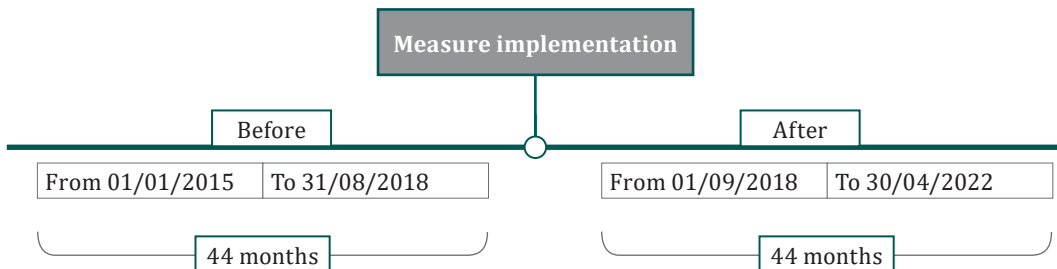 Measure implementation
Before
After
From 01/01/2015 To 31/08/2018
From 01/09/2018 To 30/04/2022
44 months
44 months